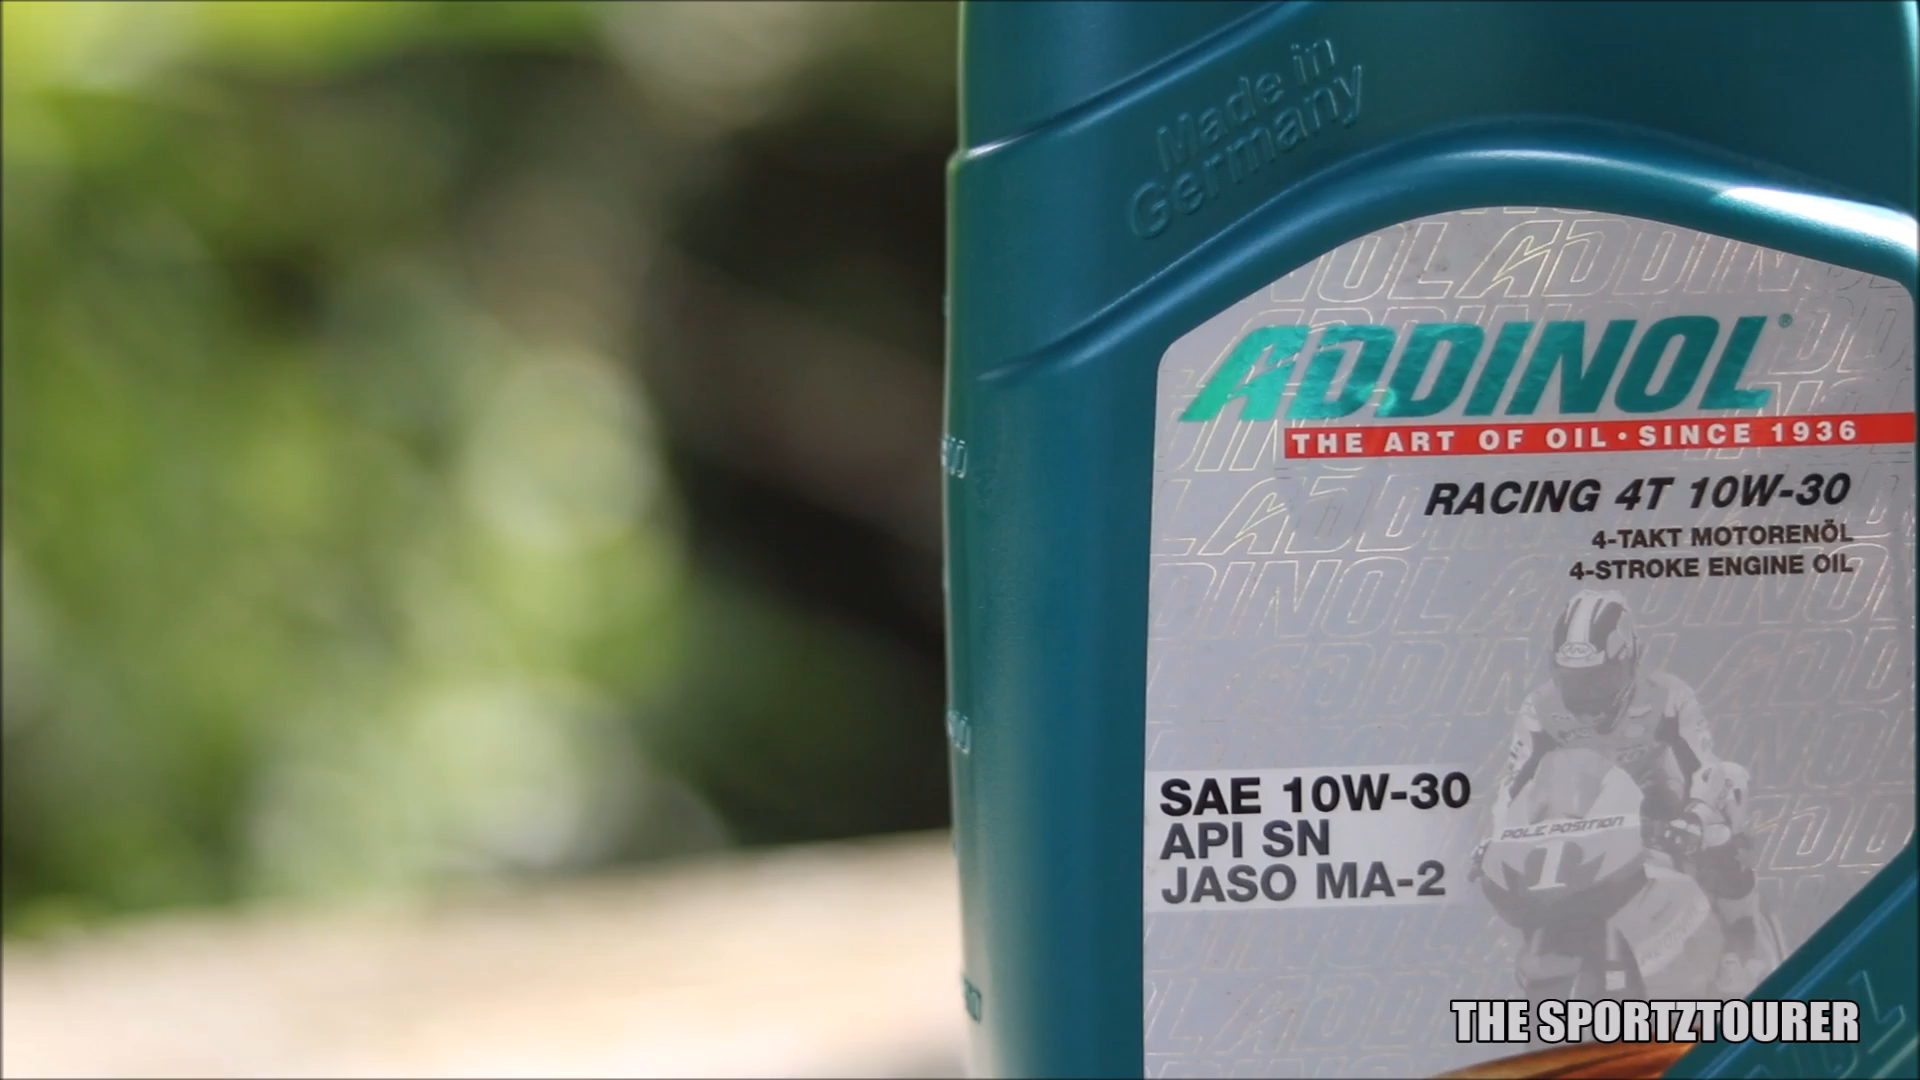 Made in
Germany
ADDINOL®
THE ART OF OIL • SINCE 1936
RACING 4T 10W-30
4-TAKT MOTORENÖL
4-STROKE ENGINE OIL
SAE 10W-30
API SN
JASO MA-2
POLE POSITION
1
THE SPORTZTOURER